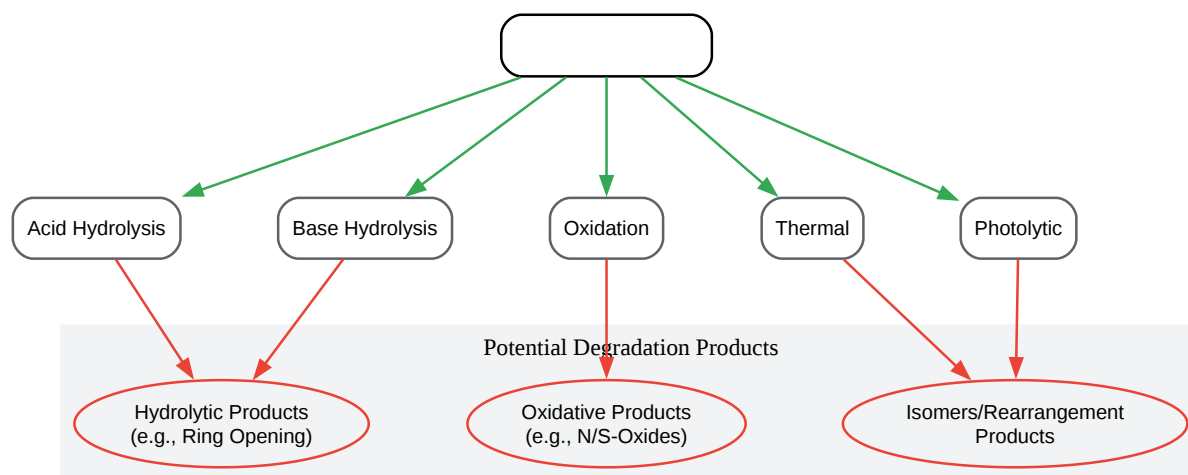 Acid Hydrolysis
Base Hydrolysis
Oxidation
Thermal
Photolytic
Potential Degradation Products
Hydrolytic Products
(e.g., Ring Opening)
Oxidative Products
(e.g., N/S-Oxides)
Isomers/Rearrangement
Products